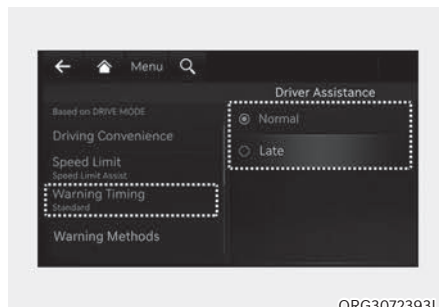 Menu
Driver Assistance
Based on DRIVE MODE
Driving Convenience
Speed Limit
Speed Limit Assist
Warning Timing
Standard
Warning Methods
Normal
Late
ORG3072393L